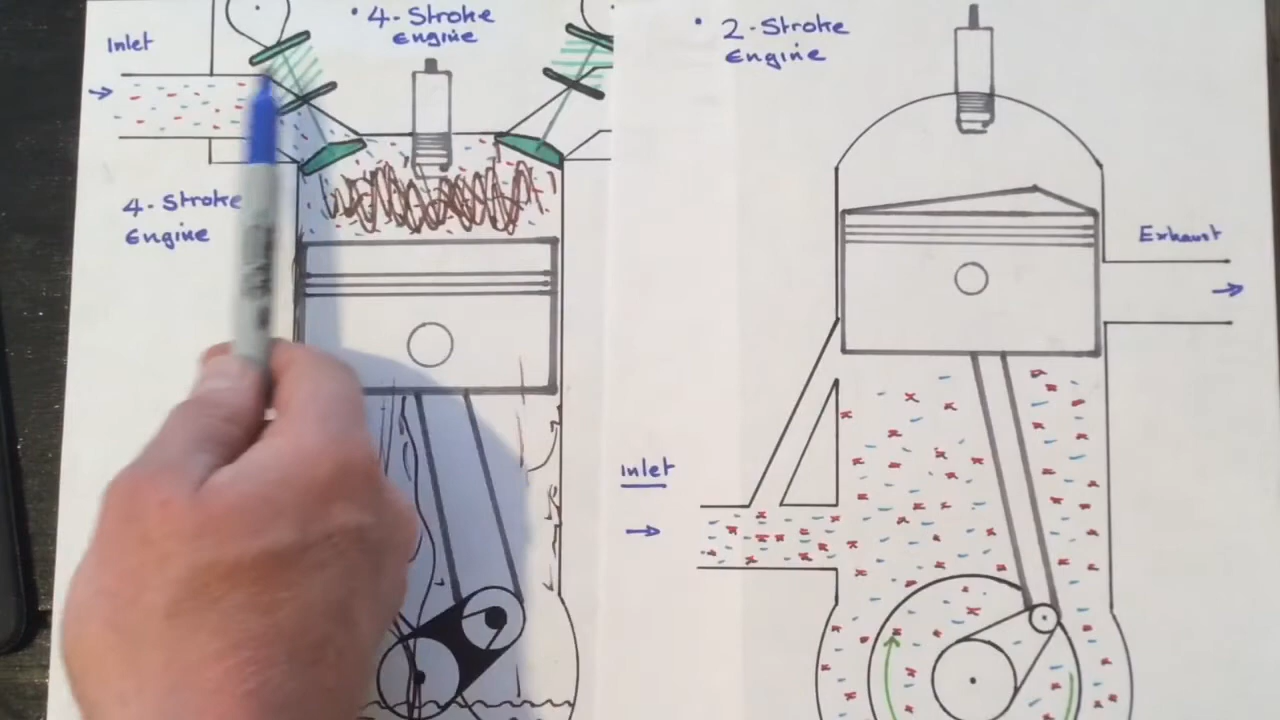 Inlet
• 4-Stroke
Engine
4-Stroke
Engine
• 2-Stroke
Engine
Exhaust
Inlet